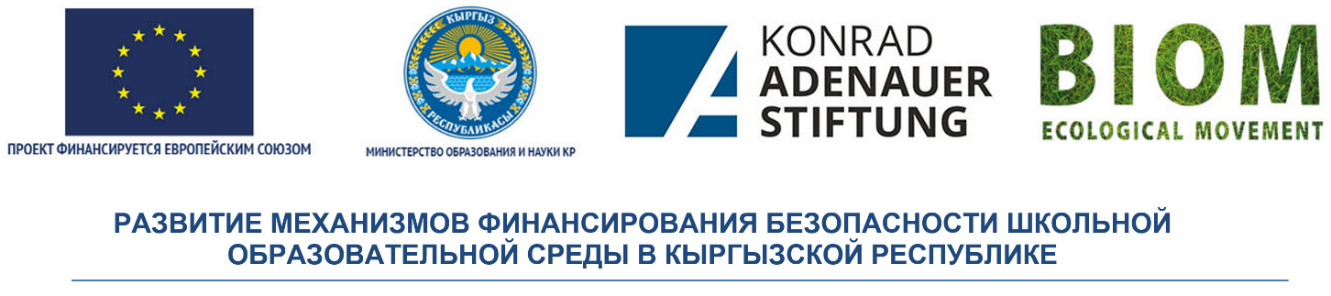 КЫРГЫЗ
РЕСПУБЛИКАСЫ
KONRAD
ADENAUER
STIFTUNG
BIOM
ECOLOGICAL MOVEMENT
ПРОЕКТ ФИНАНСИРУЕТСЯ ЕВРОПЕЙСКИМ СОЮЗОМ
МИНИСТЕРСТВО ОБРАЗОВАНИЯ И НАУКИ КР
РАЗВИТИЕ МЕХАНИЗМОВ ФИНАНСИРОВАНИЯ БЕЗОПАСНОСТИ ШКОЛЬНОЙ
ОБРАЗОВАТЕЛЬНОЙ СРЕДЫ В КЫРГЫЗСКОЙ РЕСПУБЛИКЕ